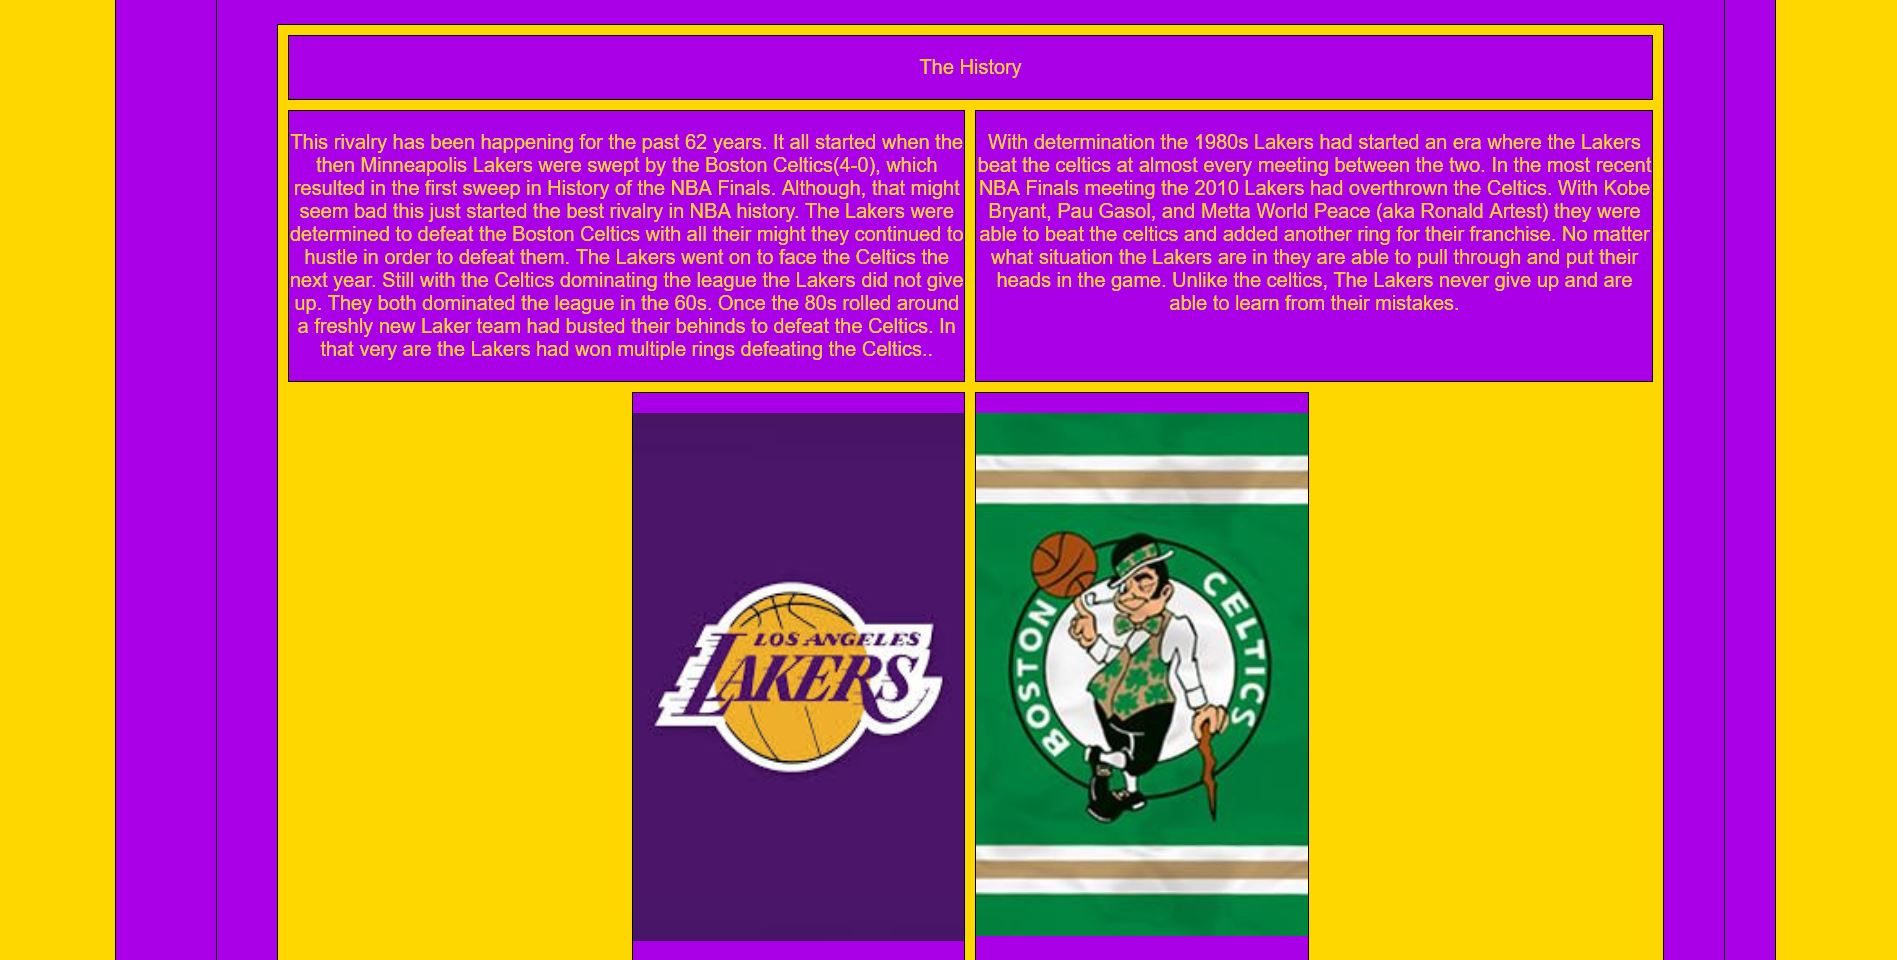 The History
This rivalry has been happening for the past 62 years. It all started when the
then Minneapolis Lakers were swept by the Boston Celtics(4-0), which
resulted in the first sweep in History of the NBA Finals. Although, that might
seem bad this just started the best rivalry in NBA history. The Lakers were
determined to defeat the Boston Celtics with all their might they continued to
hustle in order to defeat them. The Lakers went on to face the Celtics the
next year. Still with the Celtics dominating the league the Lakers did not give
up. They both dominated the league in the 60s. Once the 80s rolled around
a freshly new Laker team had busted their behinds to defeat the Celtics. In
that very are the Lakers had won multiple rings defeating the Celtics..
With determination the 1980s Lakers had started an era where the Lakers
beat the celtics at almost every meeting between the two. In the most recent
NBA Finals meeting the 2010 Lakers had overthrown the Celtics. With Kobe
Bryant, Pau Gasol, and Metta World Peace (aka Ronald Artest) they were
able to beat the celtics and added another ring for their franchise. No matter
what situation the Lakers are in they are able to pull through and put their
heads in the game. Unlike the celtics, The Lakers never give up and are
able to learn from their mistakes.
LOS ANGELES
LAKERS
BOSTON
CELTICS